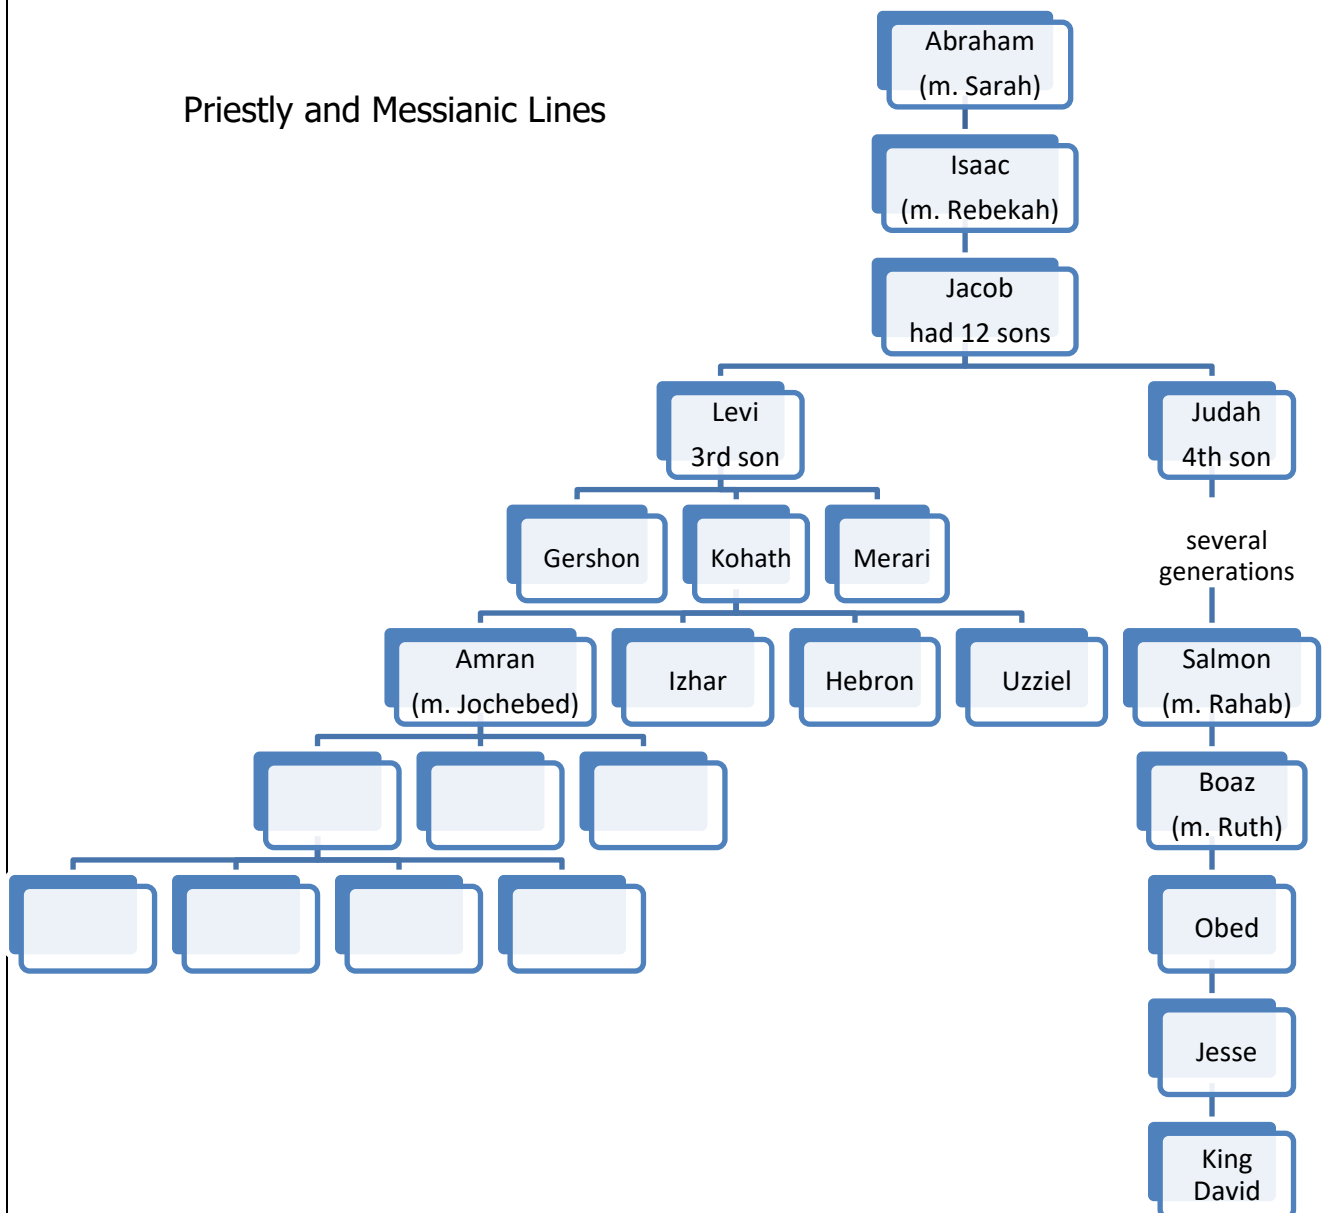 Priestly and Messianic Lines
Abraham
(m. Sarah)
Isaac
(m. Rebekah)
Jacob
had 12 sons
Levi
3rd son
Judah
4th son
Gershon
Kohath
Merari
several
generations
Amran
(m. Jochebed)
Izhar
Hebron
Uzziel
Salmon
(m. Rahab)
Boaz
(m. Ruth)
Obed
Jesse
King
David